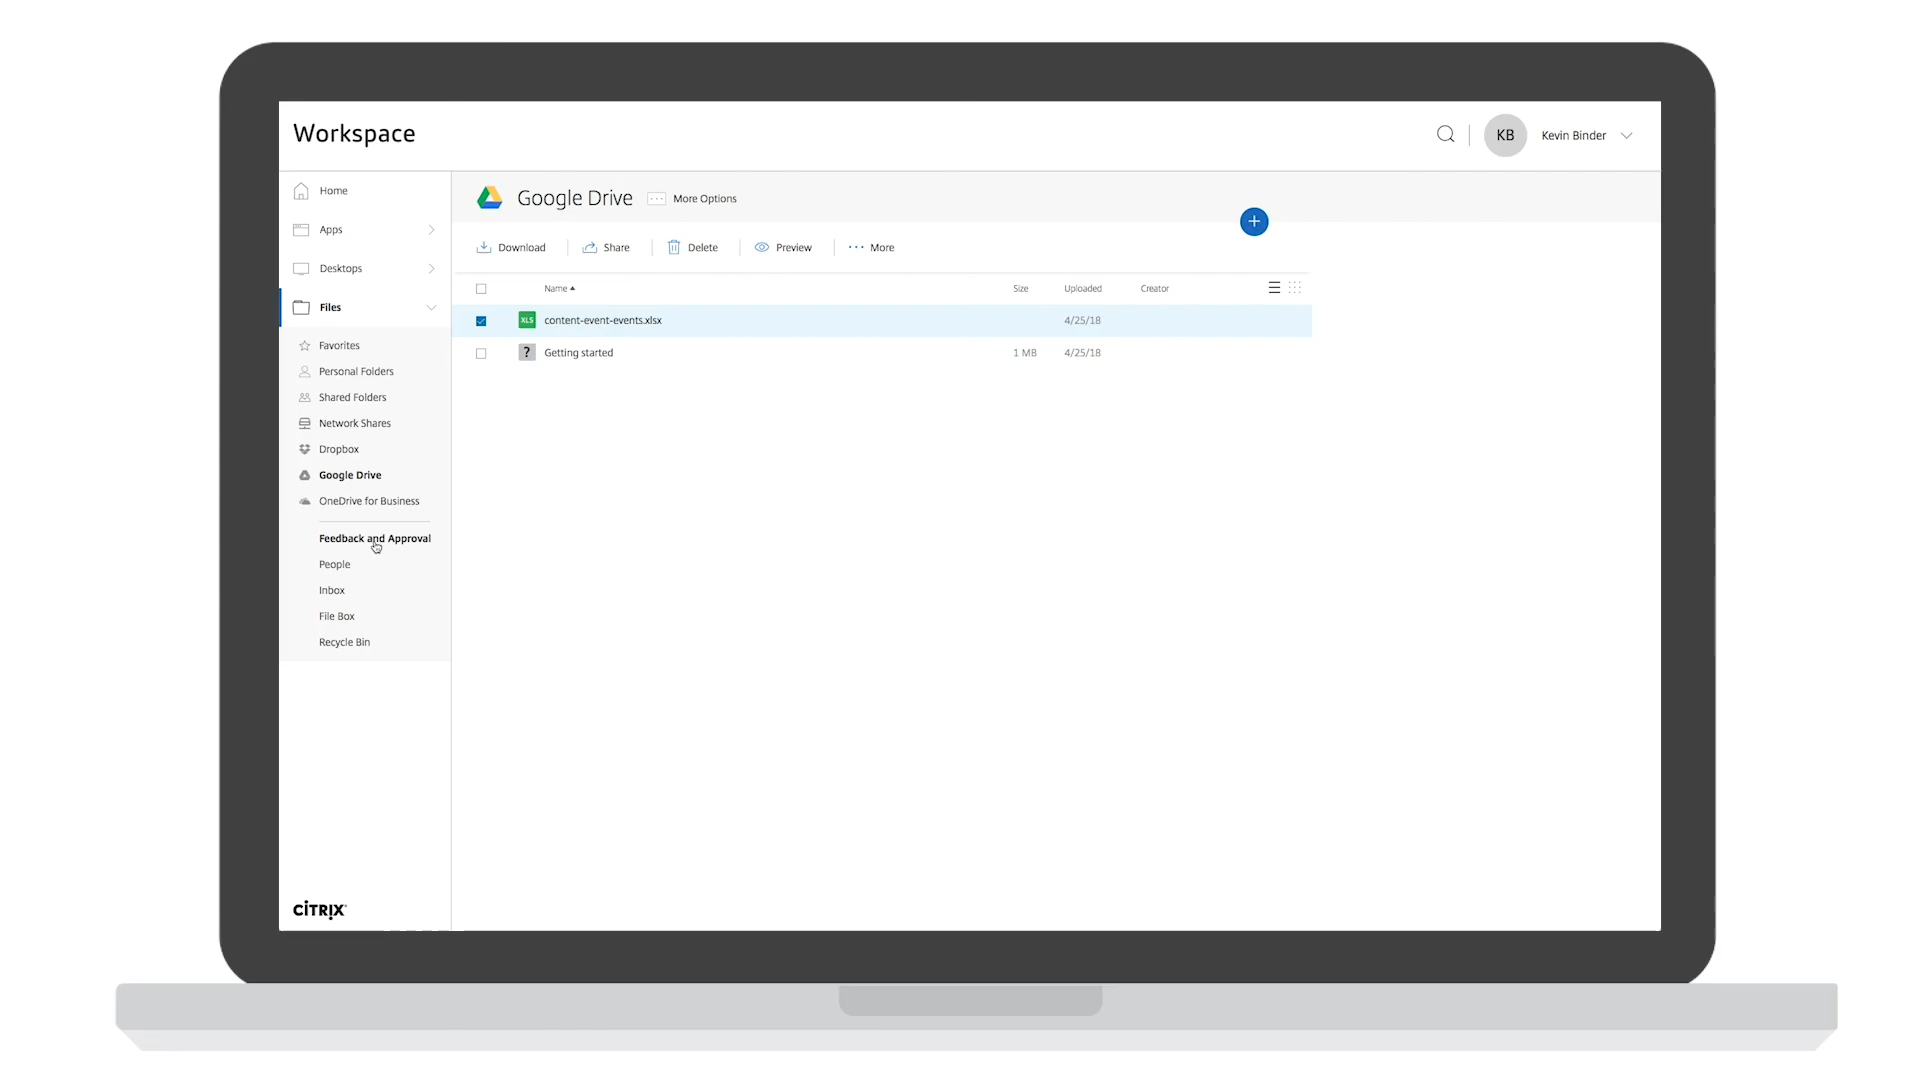 Workspace
KB Kevin Binder
Home
Apps
Desktops
Files
Favorites
Personal Folders
Shared Folders
Network Shares
Dropbox
Google Drive
OneDrive for Business
Feedback and Approval
People
Inbox
File Box
Recycle Bin
CITRIX
Google Drive ··· More Options
+
Download Share Delete Preview ··· More
Name Size Uploaded Creator
XLS content-event-events.xlsx 4/25/18
? Getting started 1 MB 4/25/18